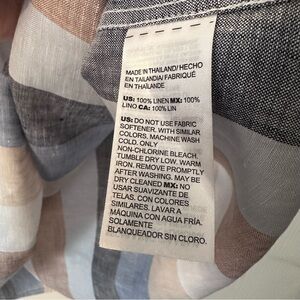 MADE IN THAILAND/ HECHO
EN TAILANDIA/ FABRIQUÉ
EN THAÏLANDE
US: 100% LINEN MX: 100%
LINO CA: 100% LIN
US: DO NOT USE FABRIC
SOFTENER. WITH SIMILAR
COLORS. MACHINE WASH
COLD. ONLY
NON-CHLORINE BLEACH.
TUMBLE DRY LOW. WARM
IRON. REMOVE PROMPTLY
AFTER WASHING. MAY BE
DRY CLEANED MX: NO
USAR SUAVIZANTE DE
TELAS. CON COLORES
SIMILARES. LAVAR A
MÁQUINA CON AGUA FRÍA.
SOLAMENTE
BLANQUEADOR SIN CLORO.